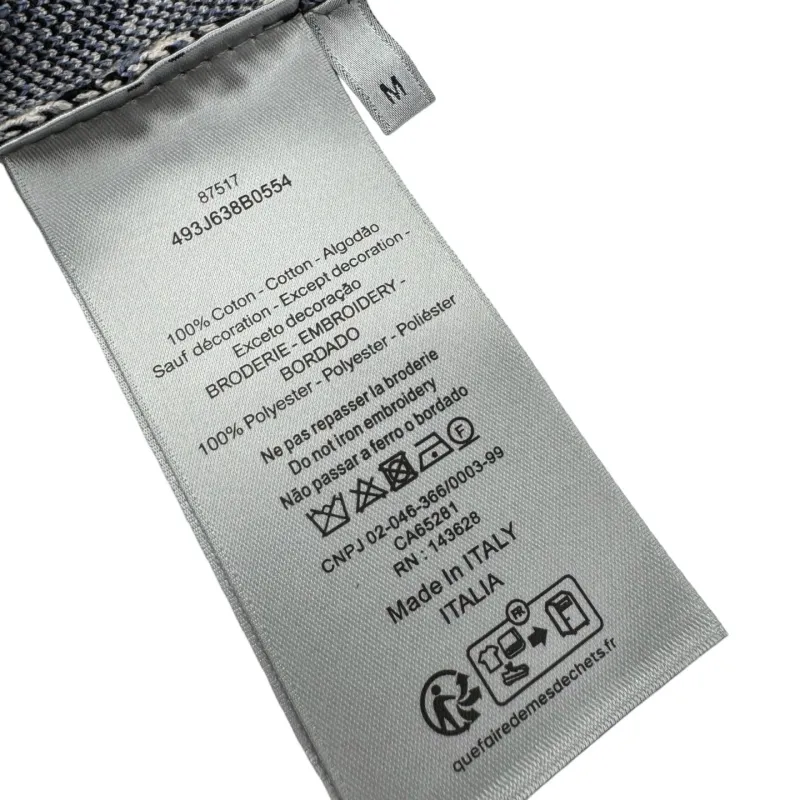 M
87517
493J638B0554
100% Coton - Cotton - Algodão
Sauf décoration - Except decoration -
Exceto decoração
BRODERIE - EMBROIDERY -
BORDADO
100% Polyester - Polyester - Poliéster
Ne pas repasser la broderie
Do not iron embroidery
Não passar a ferro o bordado
F
CNPJ 02-046-366/0003-99
CA65281
RN : 143628
Made In ITALY
ITALIA
FR
quefairedemesdechets.fr